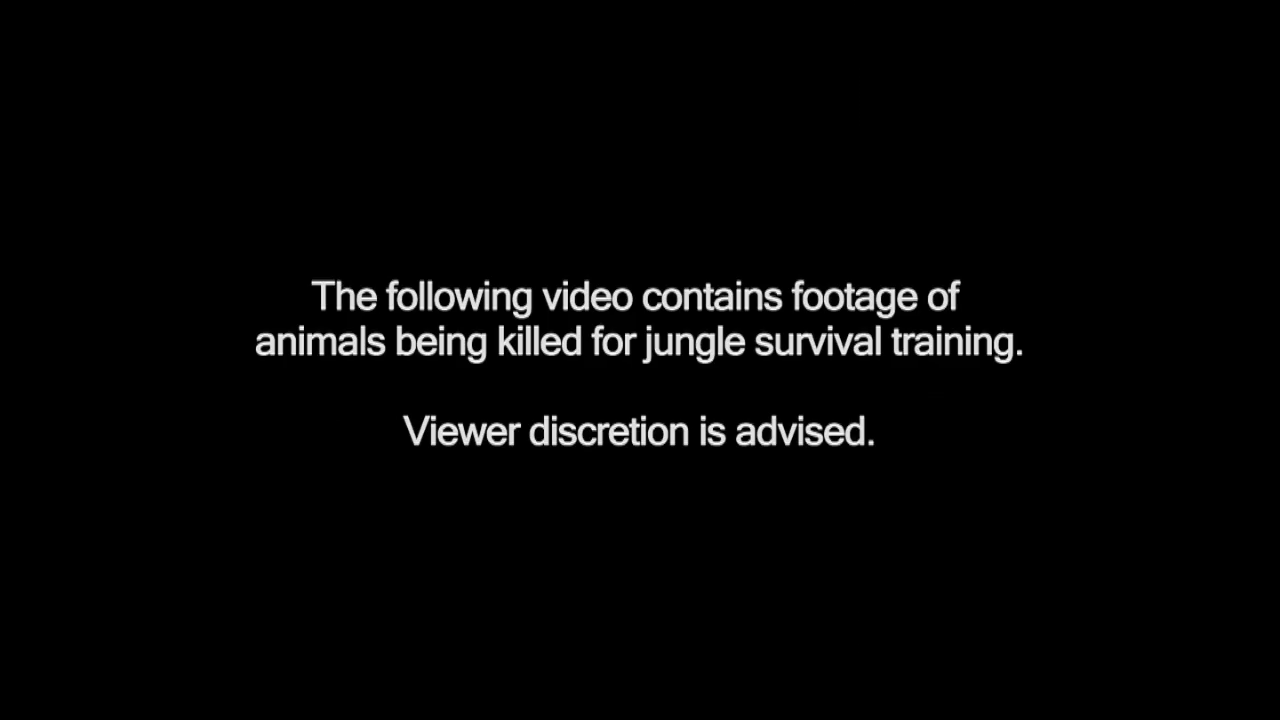 The following video contains footage of
animals being killed for jungle survival training.
Viewer discretion is advised.